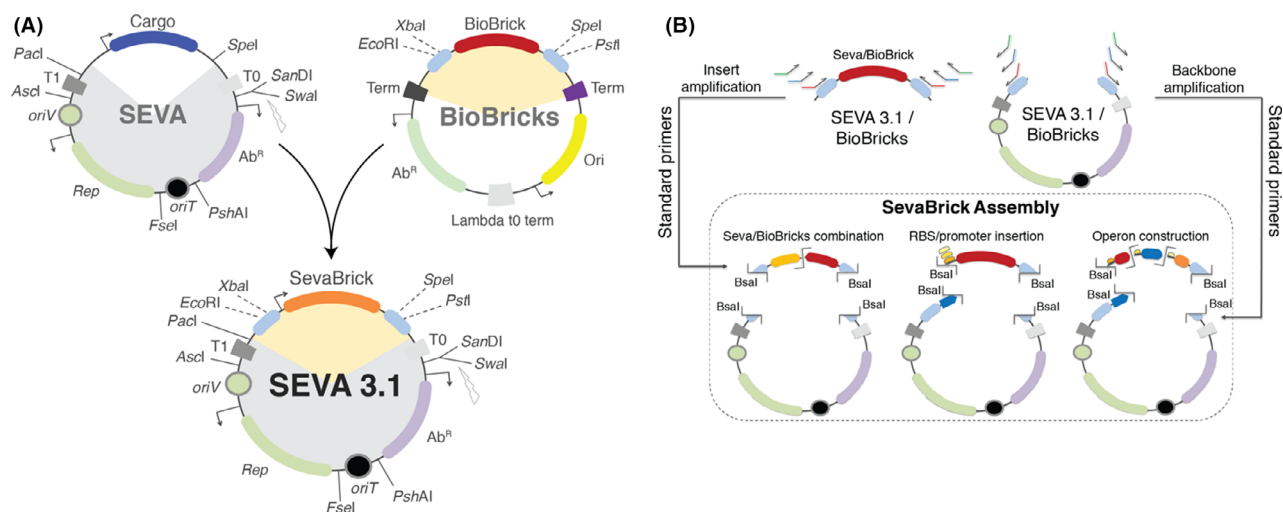 (A)
Cargo
PacI
SpeI
T1
T0
SanDI
AscI
SwaI
oriV
SEVA
AbR
Rep
oriT
PshAI
FseI
BioBrick
XbaI
SpeI
EcoRI
PstI
Term
Term
BioBricks
AbR
Ori
Lambda t0 term
SevaBrick
XbaI
SpeI
EcoRI
PstI
PacI
T1
T0
SanDI
AscI
SwaI
oriV
SEVA 3.1
AbR
Rep
oriT
PshAI
FseI
(B)
Insert
amplification
Seva/BioBrick
SEVA 3.1 /
BioBricks
SEVA 3.1 /
BioBricks
Backbone
amplification
Standard primers
Standard primers
SevaBrick Assembly
Seva/BioBricks combination
RBS/promoter insertion
Operon construction
BsaI
BsaI
BsaI
BsaI
BsaI
BsaI
BsaI
BsaI
BsaI
BsaI
BsaI
BsaI